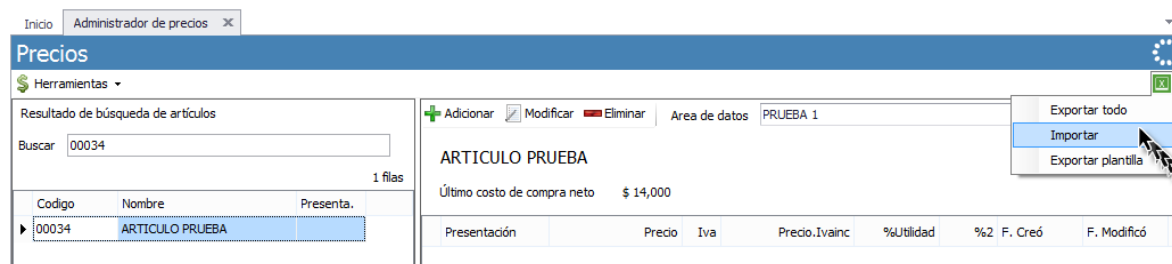 Inicio Administrador de precios
Precios
Herramientas
Resultado de búsqueda de artículos
Buscar 00034
1 filas
Codigo Nombre Presenta.
00034 ARTICULO PRUEBA
Adicionar Modificar Eliminar Area de datos PRUEBA 1
ARTICULO PRUEBA
Último costo de compra neto $ 14,000
Presentación Precio Iva Precio.Ivainc %Utilidad %2 F. Creó F. Modificó
Exportar todo
Importar
Exportar plantilla